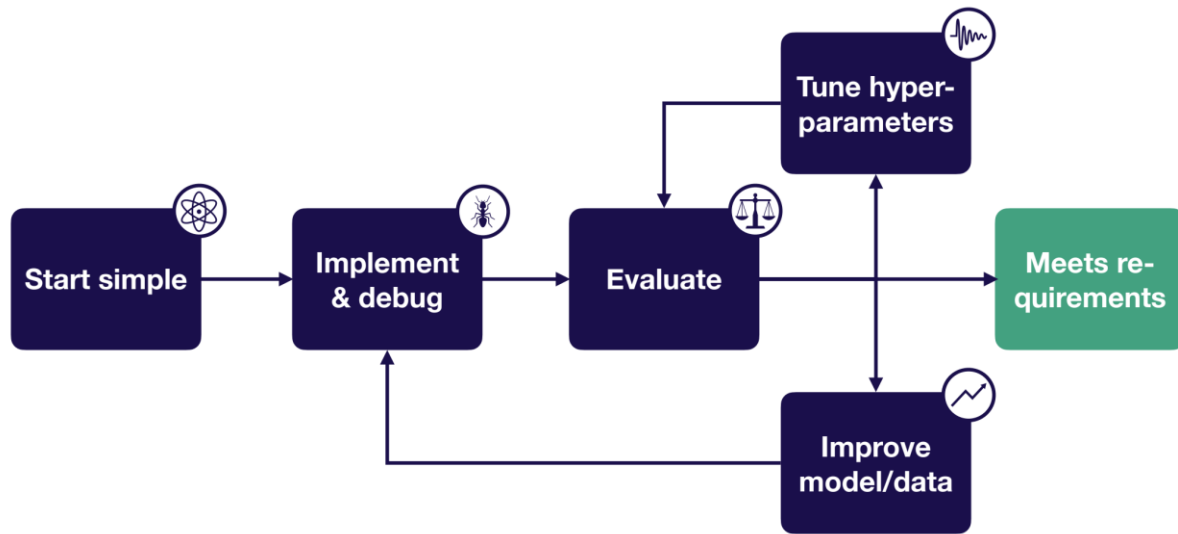 Tune hyper-
parameters
Start simple
Implement
& debug
Evaluate
Meets re-
quirements
Improve
model/data